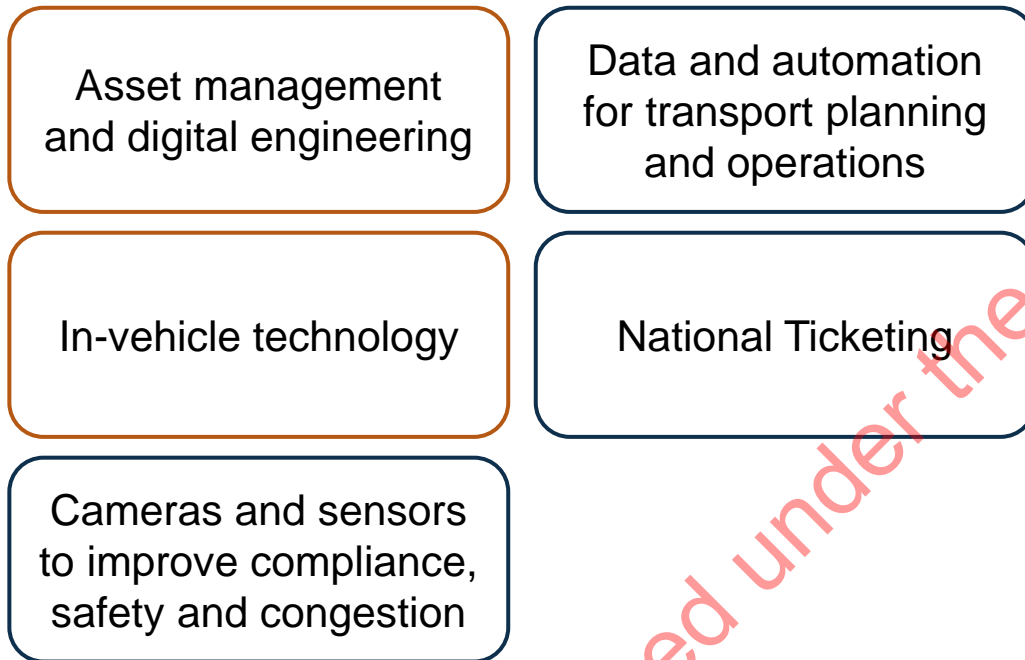 Asset management
and digital engineering
Data and automation
for transport planning
and operations
In-vehicle technology
National Ticketing
Cameras and sensors
to improve compliance,
safety and congestion
ed under the